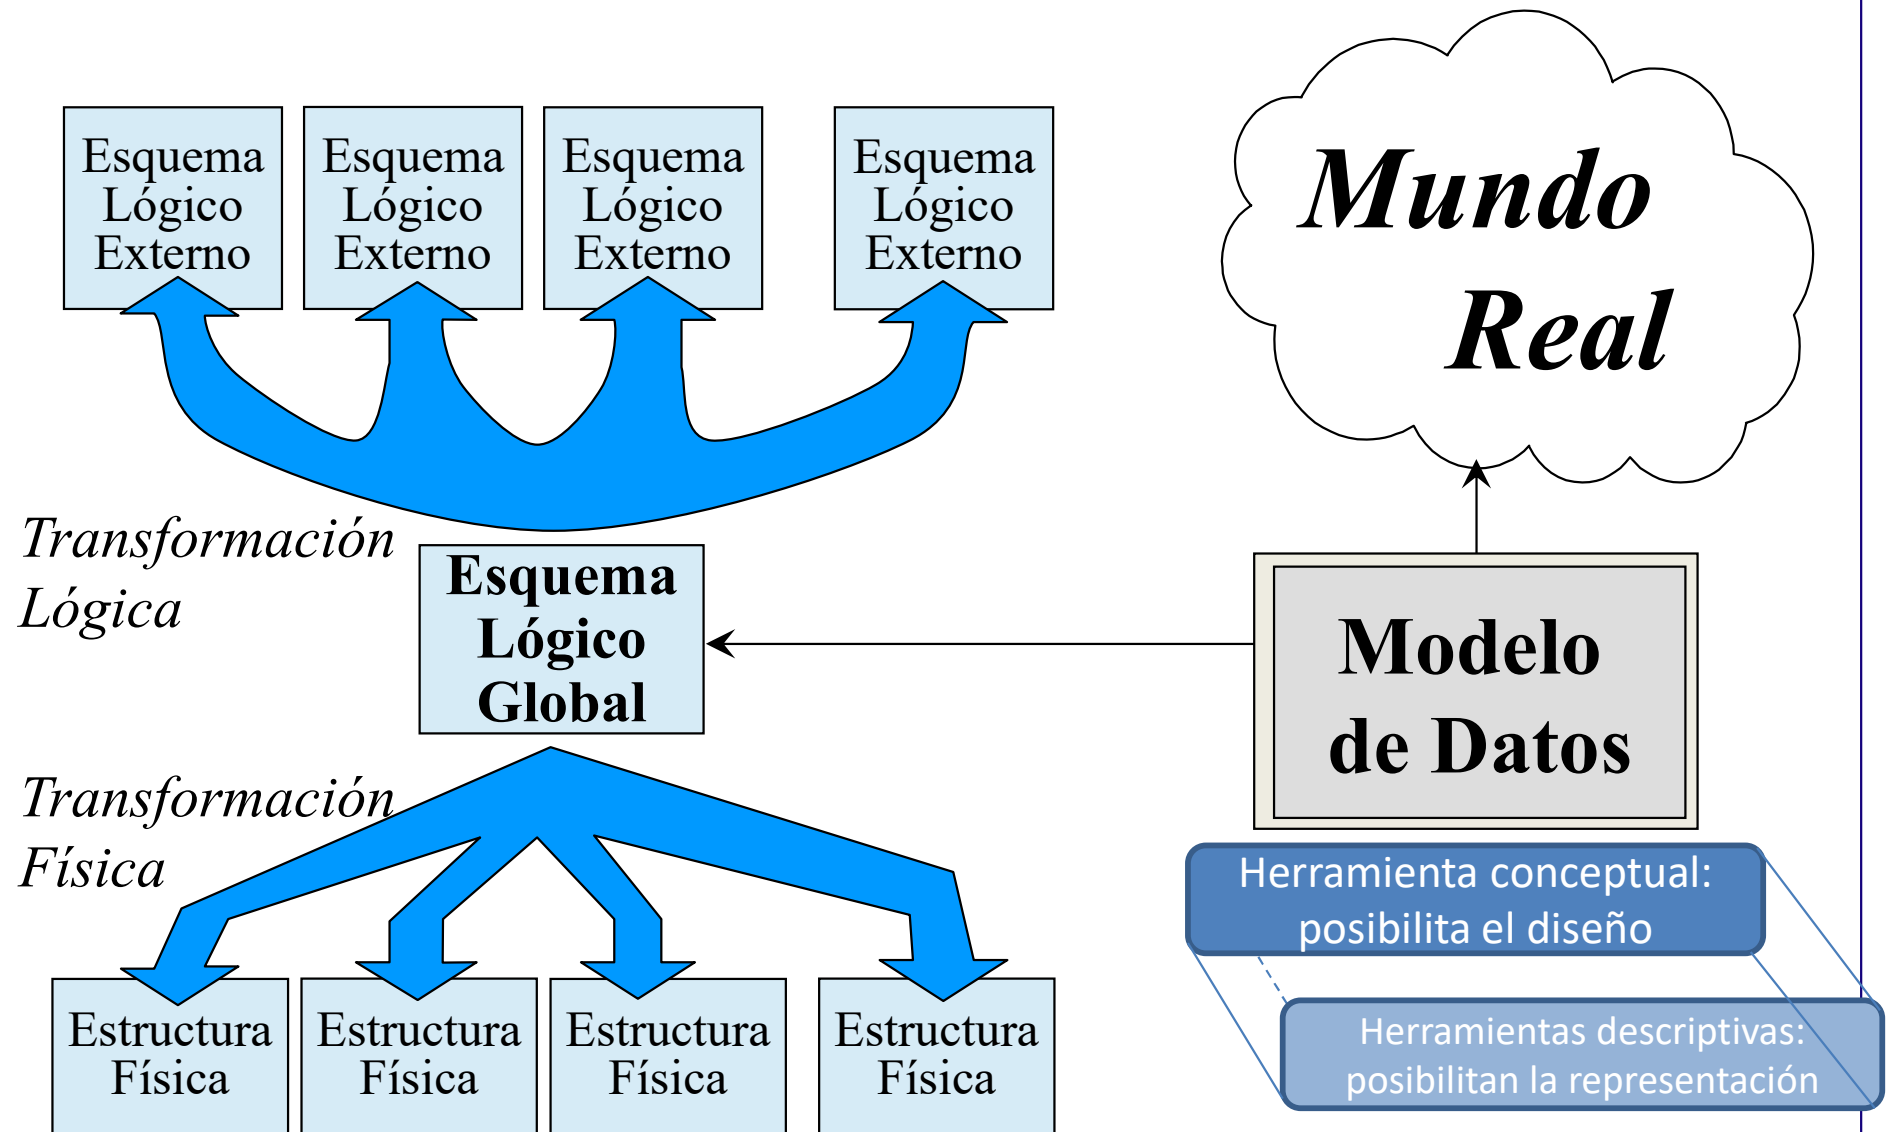 Esquema
Lógico
Externo
Esquema
Lógico
Externo
Esquema
Lógico
Externo
Esquema
Lógico
Externo
Mundo
Real
Transformación
Lógica
Esquema
Lógico
Global
Modelo
de Datos
Transformación
Física
Herramienta conceptual:
posibilita el diseño
Herramientas descriptivas:
posibilitan la representación
Estructura
Física
Estructura
Física
Estructura
Física
Estructura
Física